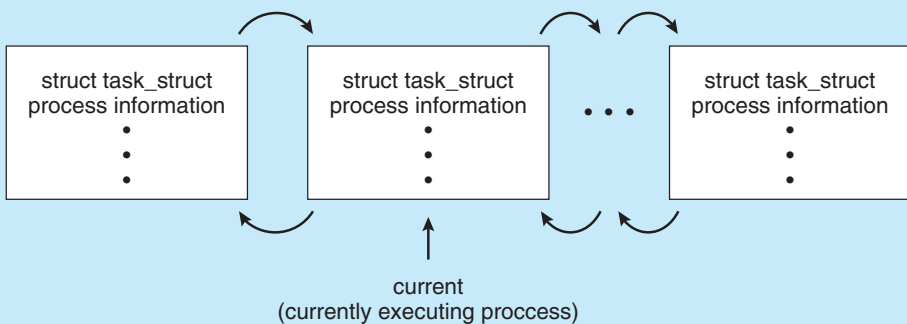 struct task_struct
process information
struct task_struct
process information
struct task_struct
process information
current
(currently executing proccess)